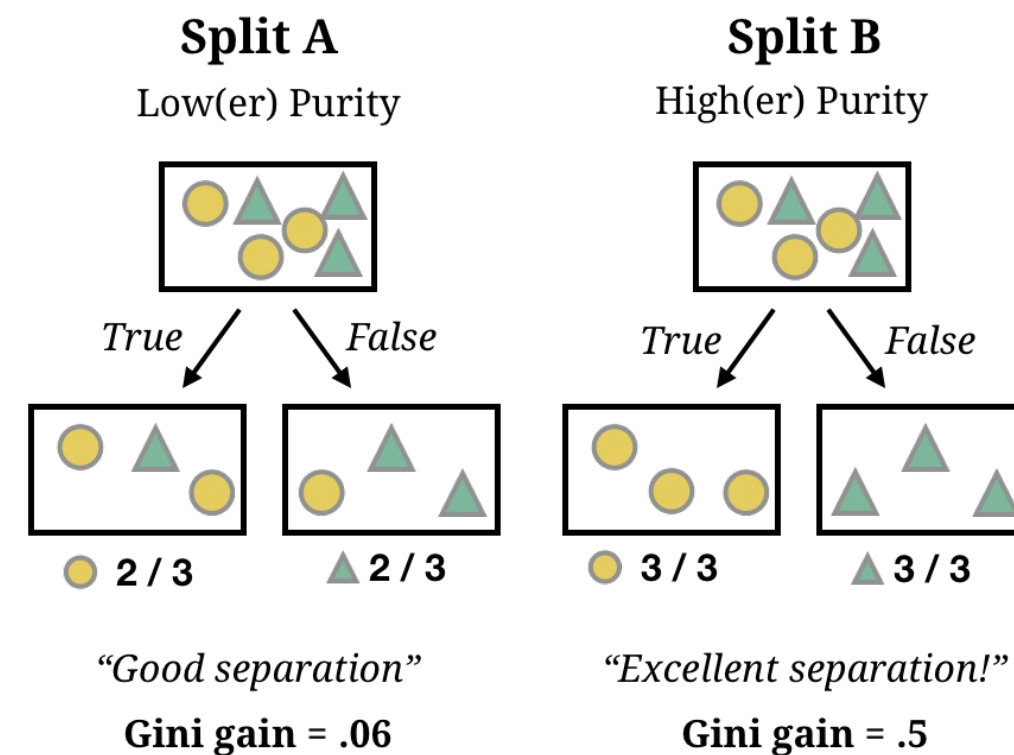 Split A
Low(er) Purity
True
False
2 / 3
2 / 3
“Good separation”
Gini gain = .06
Split B
High(er) Purity
True
False
3 / 3
3 / 3
“Excellent separation!”
Gini gain = .5